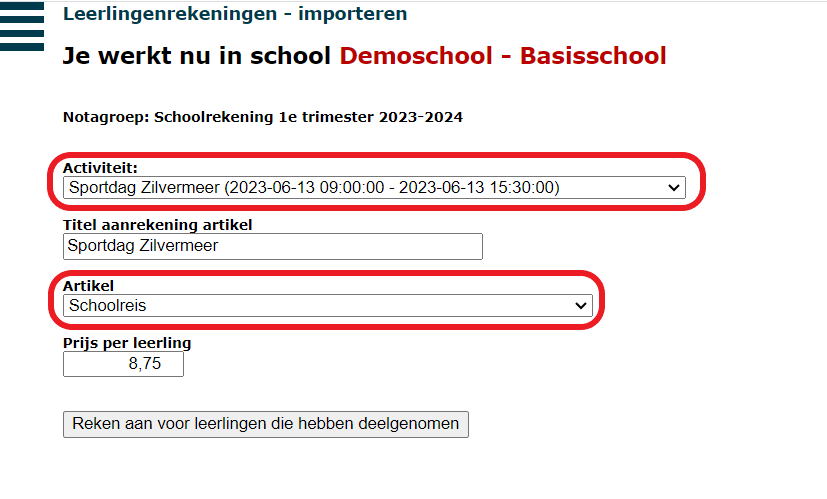 Leerlingenrekeningen - importeren
Je werkt nu in school Demoschool - Basisschool
Notagroep: Schoolrekening 1e trimester 2023-2024
Activiteit:
Sportdag Zilvermeer (2023-06-13 09:00:00 - 2023-06-13 15:30:00)
Titel aanrekening artikel
Sportdag Zilvermeer
Artikel
Schoolreis
Prijs per leerling
8,75
Reken aan voor leerlingen die hebben deelgenomen